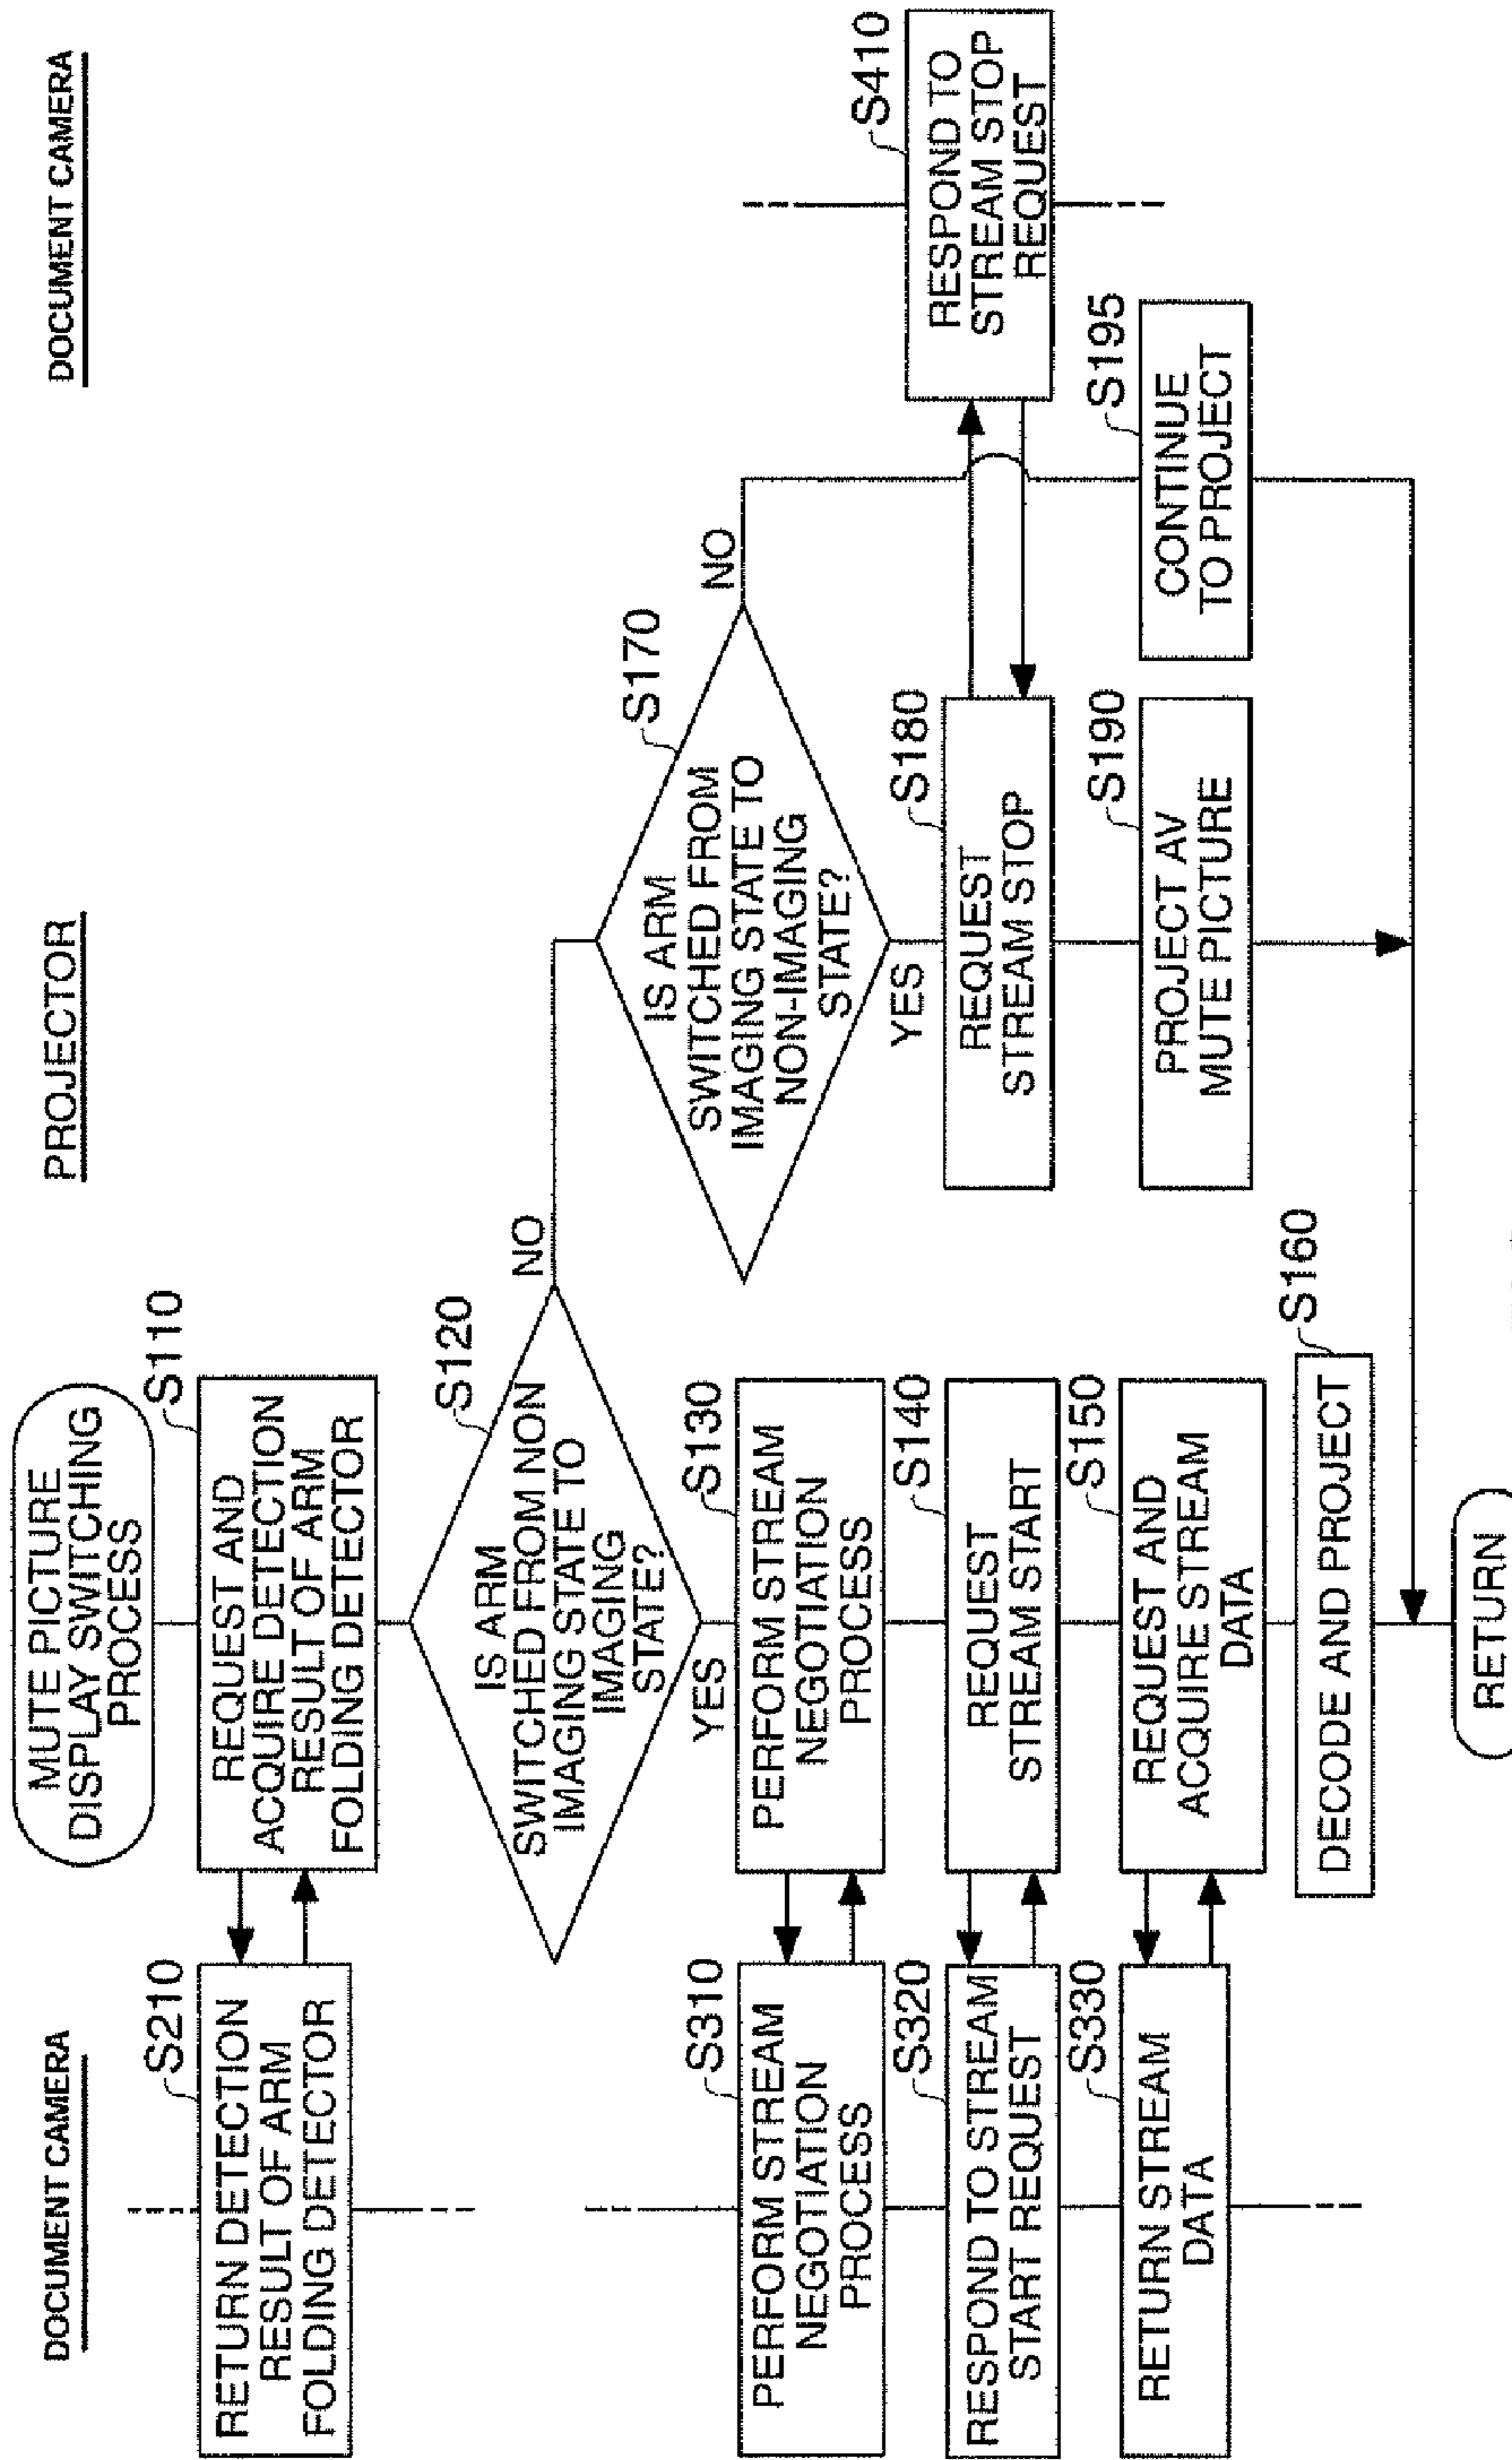 DOCUMENT CAMERA
PROJECTOR
DOCUMENT CAMERA
MUTE PICTURE
DISPLAY SWITCHING
PROCESS
S210
RETURN DETECTION
RESULT OF ARM
FOLDING DETECTOR
S110
REQUEST AND
ACQUIRE DETECTION
RESULT OF ARM
FOLDING DETECTOR
S120
IS ARM
SWITCHED FROM NON
IMAGING STATE TO
IMAGING
STATE?
NO
YES
S170
IS ARM
SWITCHED FROM
IMAGING STATE TO
NON-IMAGING
STATE?
NO
YES
S310
PERFORM STREAM
NEGOTIATION
PROCESS
S130
PERFORM STREAM
NEGOTIATION
PROCESS
S320
RESPOND TO STREAM
START REQUEST
S140
REQUEST
STREAM START
S180
REQUEST
STREAM STOP
S410
RESPOND TO
STREAM STOP
REQUEST
S330
RETURN STREAM
DATA
S150
REQUEST AND
ACQUIRE STREAM
DATA
S190
PROJECT AV
MUTE PICTURE
S195
CONTINUE
TO PROJECT
S160
DECODE AND PROJECT
RETURN